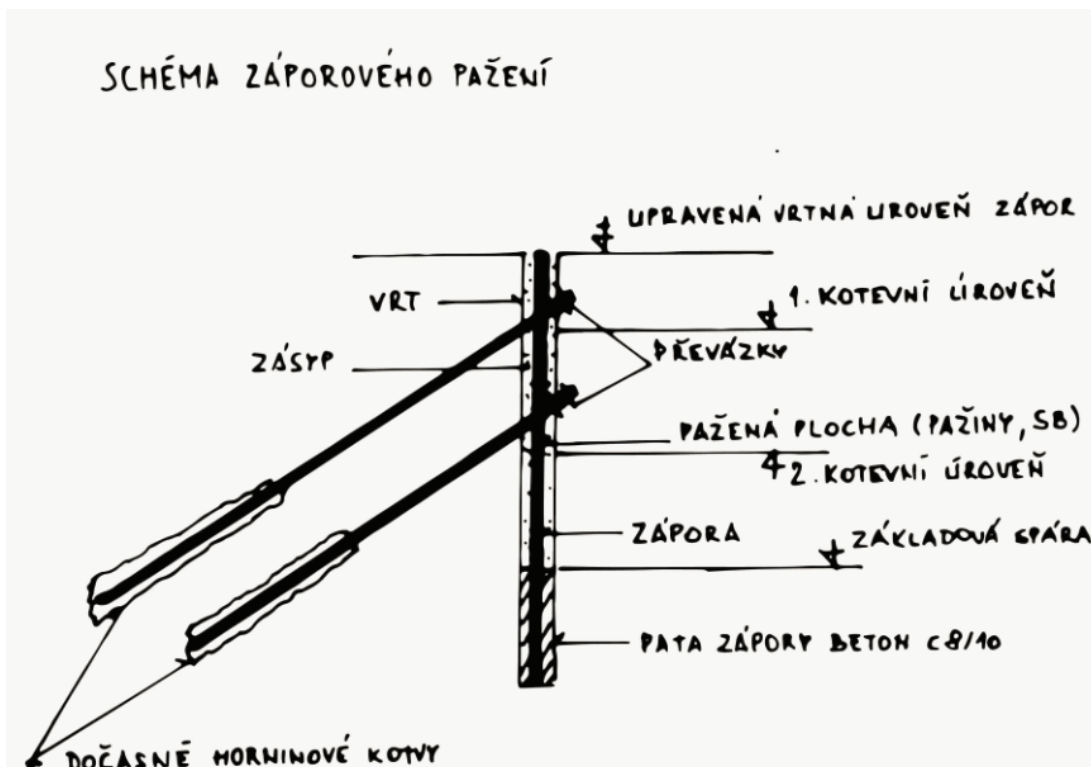 SCHÉMA ZÁPOROVÉHO PAŽENÍ
UPRAVENÁ VRTNÁ UROVEŇ ZÁPOR
VRT
1. KOTEVNÍ ÚROVEŇ
ZÁSYP
PŘEVÁZKY
PAŽENÁ PLOCHA (PAŽINY, SB)
2. KOTEVNÍ ÚROVEŇ
ZÁPORA
ZÁKLADOVÁ SPÁRA
PATA ZÁPORY BETON C8/10
DOČASNÉ HORNINOVÉ KOTVY